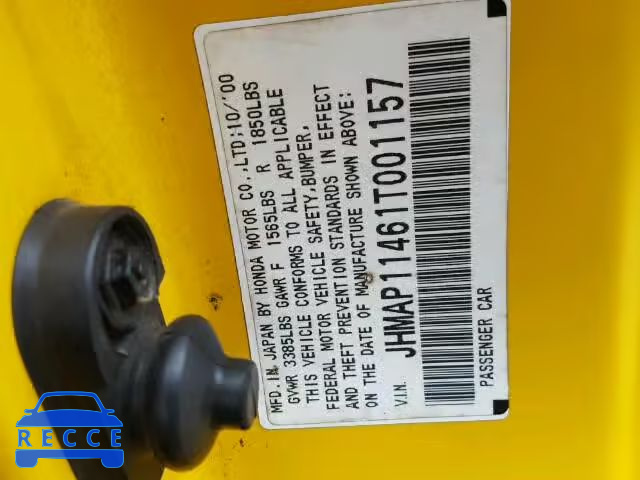 MFD. IN JAPAN BY HONDA MOTOR CO.,LTD;10/'00
GVWR 3385LBS GAWR F 1565LBS R 1850LBS
THIS VEHICLE CONFORMS TO ALL APPLICABLE
FEDERAL MOTOR VEHICLE SAFETY,BUMPER,
AND THEFT PREVENTION STANDARDS IN EFFECT
ON THE DATE OF MANUFACTURE SHOWN ABOVE:
V.I.N. JHMAP11461T001157
PASSENGER CAR
RECCE